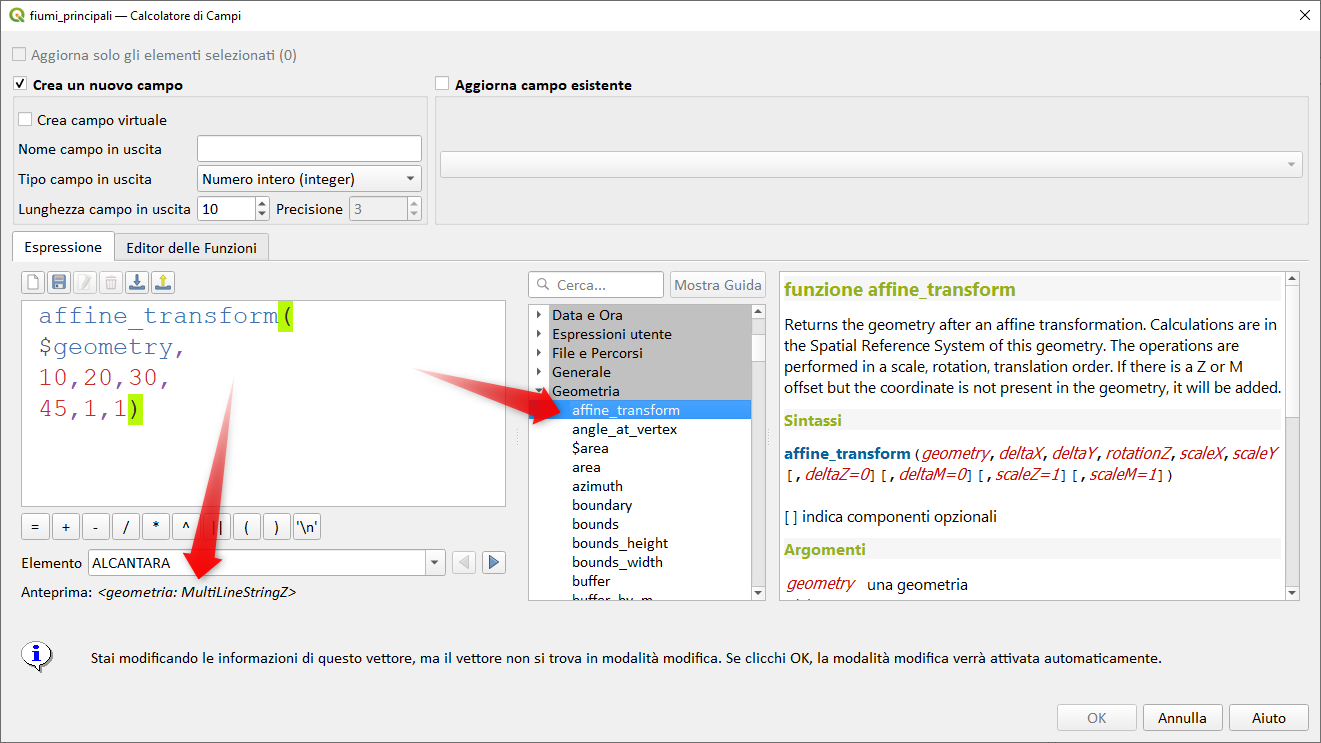 fiumi_principali — Calcolatore di Campi
Aggiorna solo gli elementi selezionati (0)
Crea un nuovo campo
Aggiorna campo esistente
Crea campo virtuale
Nome campo in uscita
Tipo campo in uscita
Numero intero (integer)
Lunghezza campo in uscita
10
Precisione
3
Espressione
Editor delle Funzioni
affine_transform(
$geometry,
10,20,30,
45,1,1)
=
+
-
/
*
^
||
(
)
'\n'
Elemento
ALCANTARA
Anteprima: <geometria: MultiLineStringZ>
Cerca...
Mostra Guida
Data e Ora
Espressioni utente
File e Percorsi
Generale
Geometria
affine_transform
angle_at_vertex
$area
area
azimuth
boundary
bounds
bounds_height
bounds_width
buffer
buffer_by_m
funzione affine_transform
Returns the geometry after an affine transformation. Calculations are in
the Spatial Reference System of this geometry. The operations are
performed in a scale, rotation, translation order. If there is a Z or M
offset but the coordinate is not present in the geometry, it will be added.
Sintassi
affine_transform(geometry, deltaX, deltaY, rotationZ, scaleX, scaleY
[, deltaZ=0][, deltaM=0][, scaleZ=1][, scaleM=1])
[ ] indica componenti opzionali
Argomenti
geometry una geometria
Stai modificando le informazioni di questo vettore, ma il vettore non si trova in modalità modifica. Se clicchi OK, la modalità modifica verrà attivata automaticamente.
OK
Annulla
Aiuto